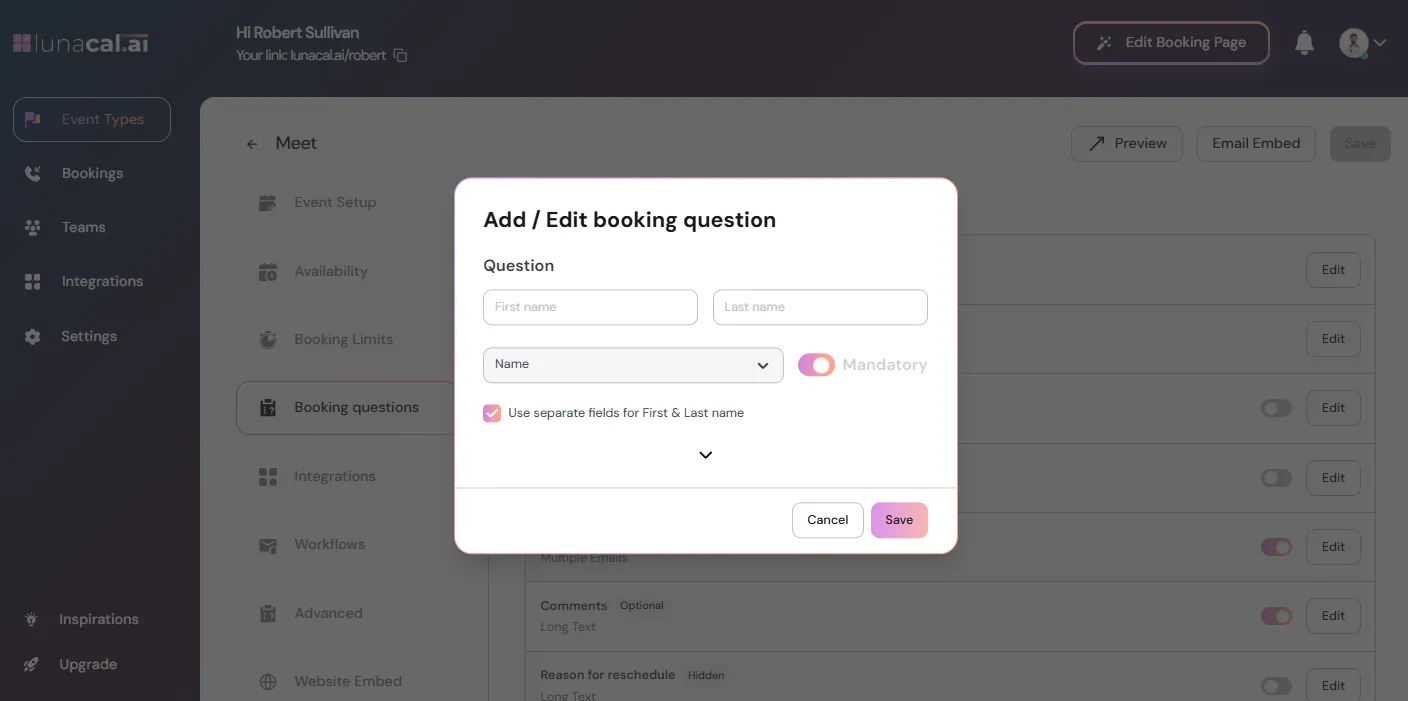 lunacal.ai
Hi Robert Sullivan
Your link: lunacal.ai/robert
Edit Booking Page
Event Types
Bookings
Teams
Integrations
Settings
Inspirations
Upgrade
Meet
Preview
Email Embed
Save
Event Setup
Availability
Booking Limits
Booking questions
Integrations
Workflows
Advanced
Website Embed
Add / Edit booking question
Question
First name
Last name
Name
Mandatory
Use separate fields for First & Last name
Cancel
Save
Edit
Edit
Edit
Edit
Multiple Emails
Edit
Comments Optional
Long Text
Edit
Reason for reschedule Hidden
Long Text
Edit